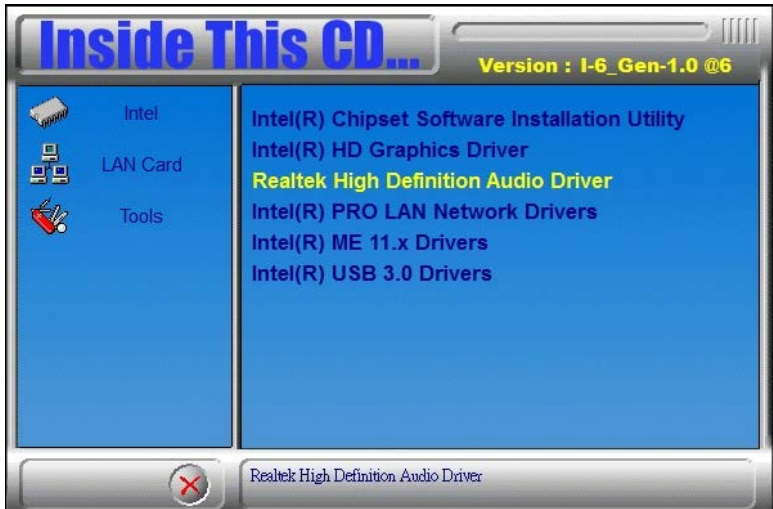 Inside This CD...
Version : I-6_Gen-1.0 @6
Intel
LAN Card
Tools
Intel(R) Chipset Software Installation Utility
Intel(R) HD Graphics Driver
Realtek High Definition Audio Driver
Intel(R) PRO LAN Network Drivers
Intel(R) ME 11.x Drivers
Intel(R) USB 3.0 Drivers
Realtek High Definition Audio Driver